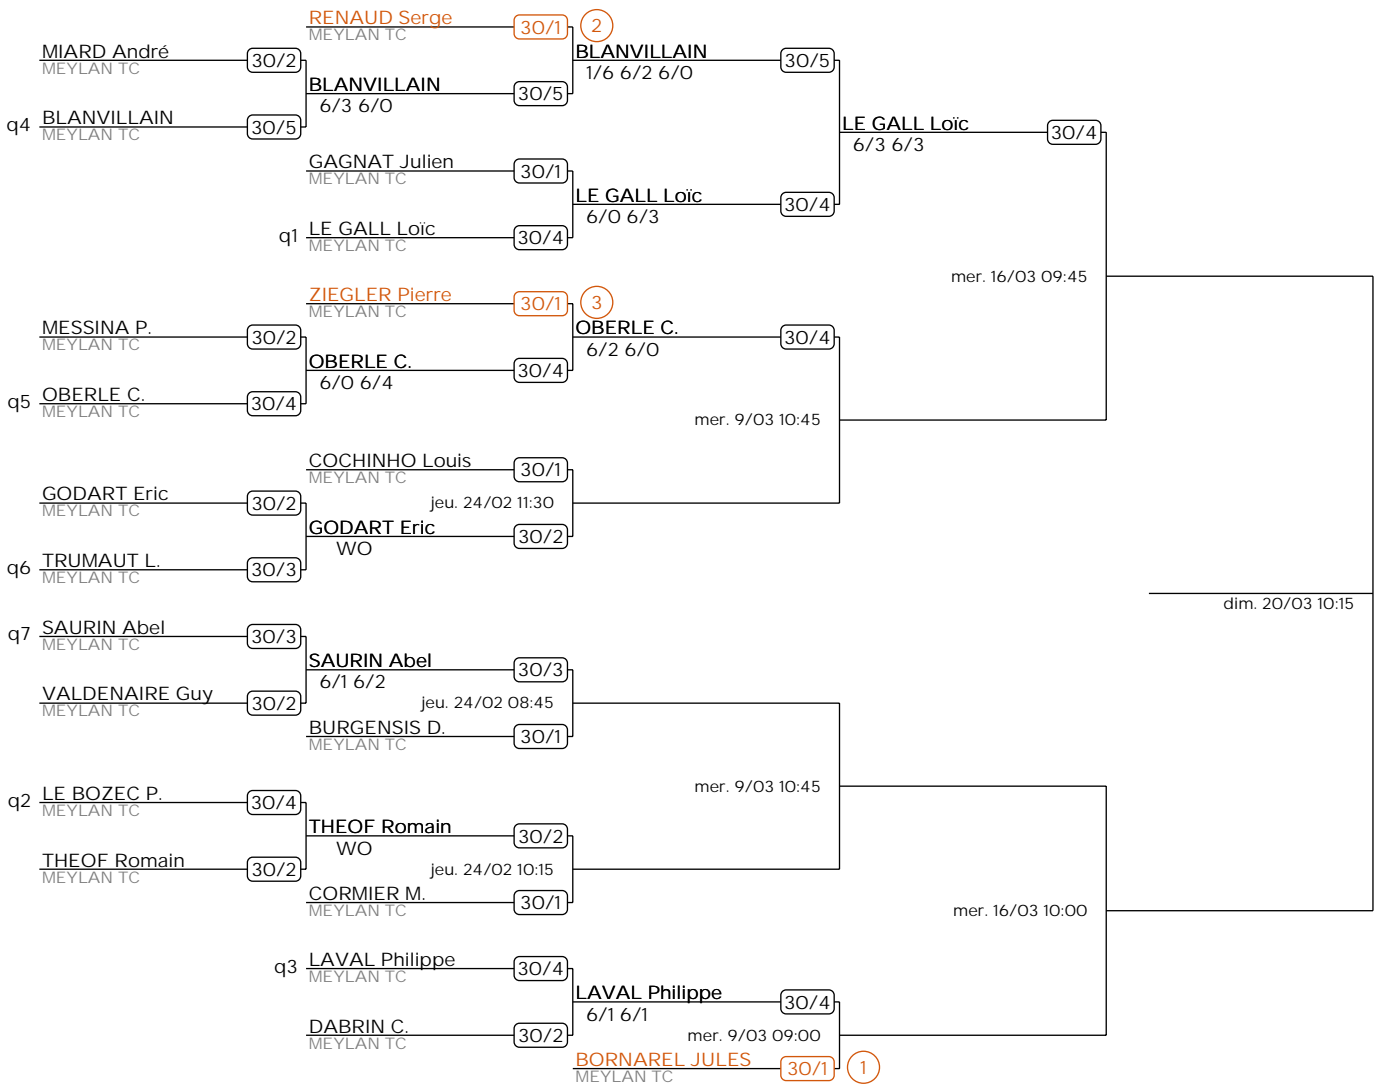 RENAUD Serge 30/1 2
MEYLAN TC
MIARD André 30/2
MEYLAN TC
BLANVILLAIN 30/5
1/6 6/2 6/0
BLANVILLAIN 30/5
6/3 6/0
q4 BLANVILLAIN 30/5
MEYLAN TC
LE GALL Loïc 30/4
6/3 6/3
GAGNAT Julien 30/1
MEYLAN TC
LE GALL Loïc 30/4
6/0 6/3
q1 LE GALL Loïc 30/4
MEYLAN TC
mer. 16/03 09:45
ZIEGLER Pierre 30/1 3
MEYLAN TC
MESSINA P. 30/2
MEYLAN TC
OBERLE C. 30/4
6/2 6/0
OBERLE C. 30/4
6/0 6/4
q5 OBERLE C. 30/4
MEYLAN TC
mer. 9/03 10:45
COCHINHO Louis 30/1
MEYLAN TC
GODART Eric 30/2
MEYLAN TC
jeu. 24/02 11:30
GODART Eric 30/2
WO
q6 TRUMAUT L. 30/3
MEYLAN TC
dim. 20/03 10:15
q7 SAURIN Abel 30/3
MEYLAN TC
SAURIN Abel 30/3
6/1 6/2
VALDENAIRE Guy 30/2
MEYLAN TC
jeu. 24/02 08:45
BURGENSIS D. 30/1
MEYLAN TC
mer. 9/03 10:45
q2 LE BOZEC P. 30/4
MEYLAN TC
THEOF Romain 30/2
WO
THEOF Romain 30/2
MEYLAN TC
jeu. 24/02 10:15
CORMIER M. 30/1
MEYLAN TC
mer. 16/03 10:00
q3 LAVAL Philippe 30/4
MEYLAN TC
LAVAL Philippe 30/4
6/1 6/1
DABRIN C. 30/2
MEYLAN TC
mer. 9/03 09:00
BORNAREL JULES 30/1 1
MEYLAN TC